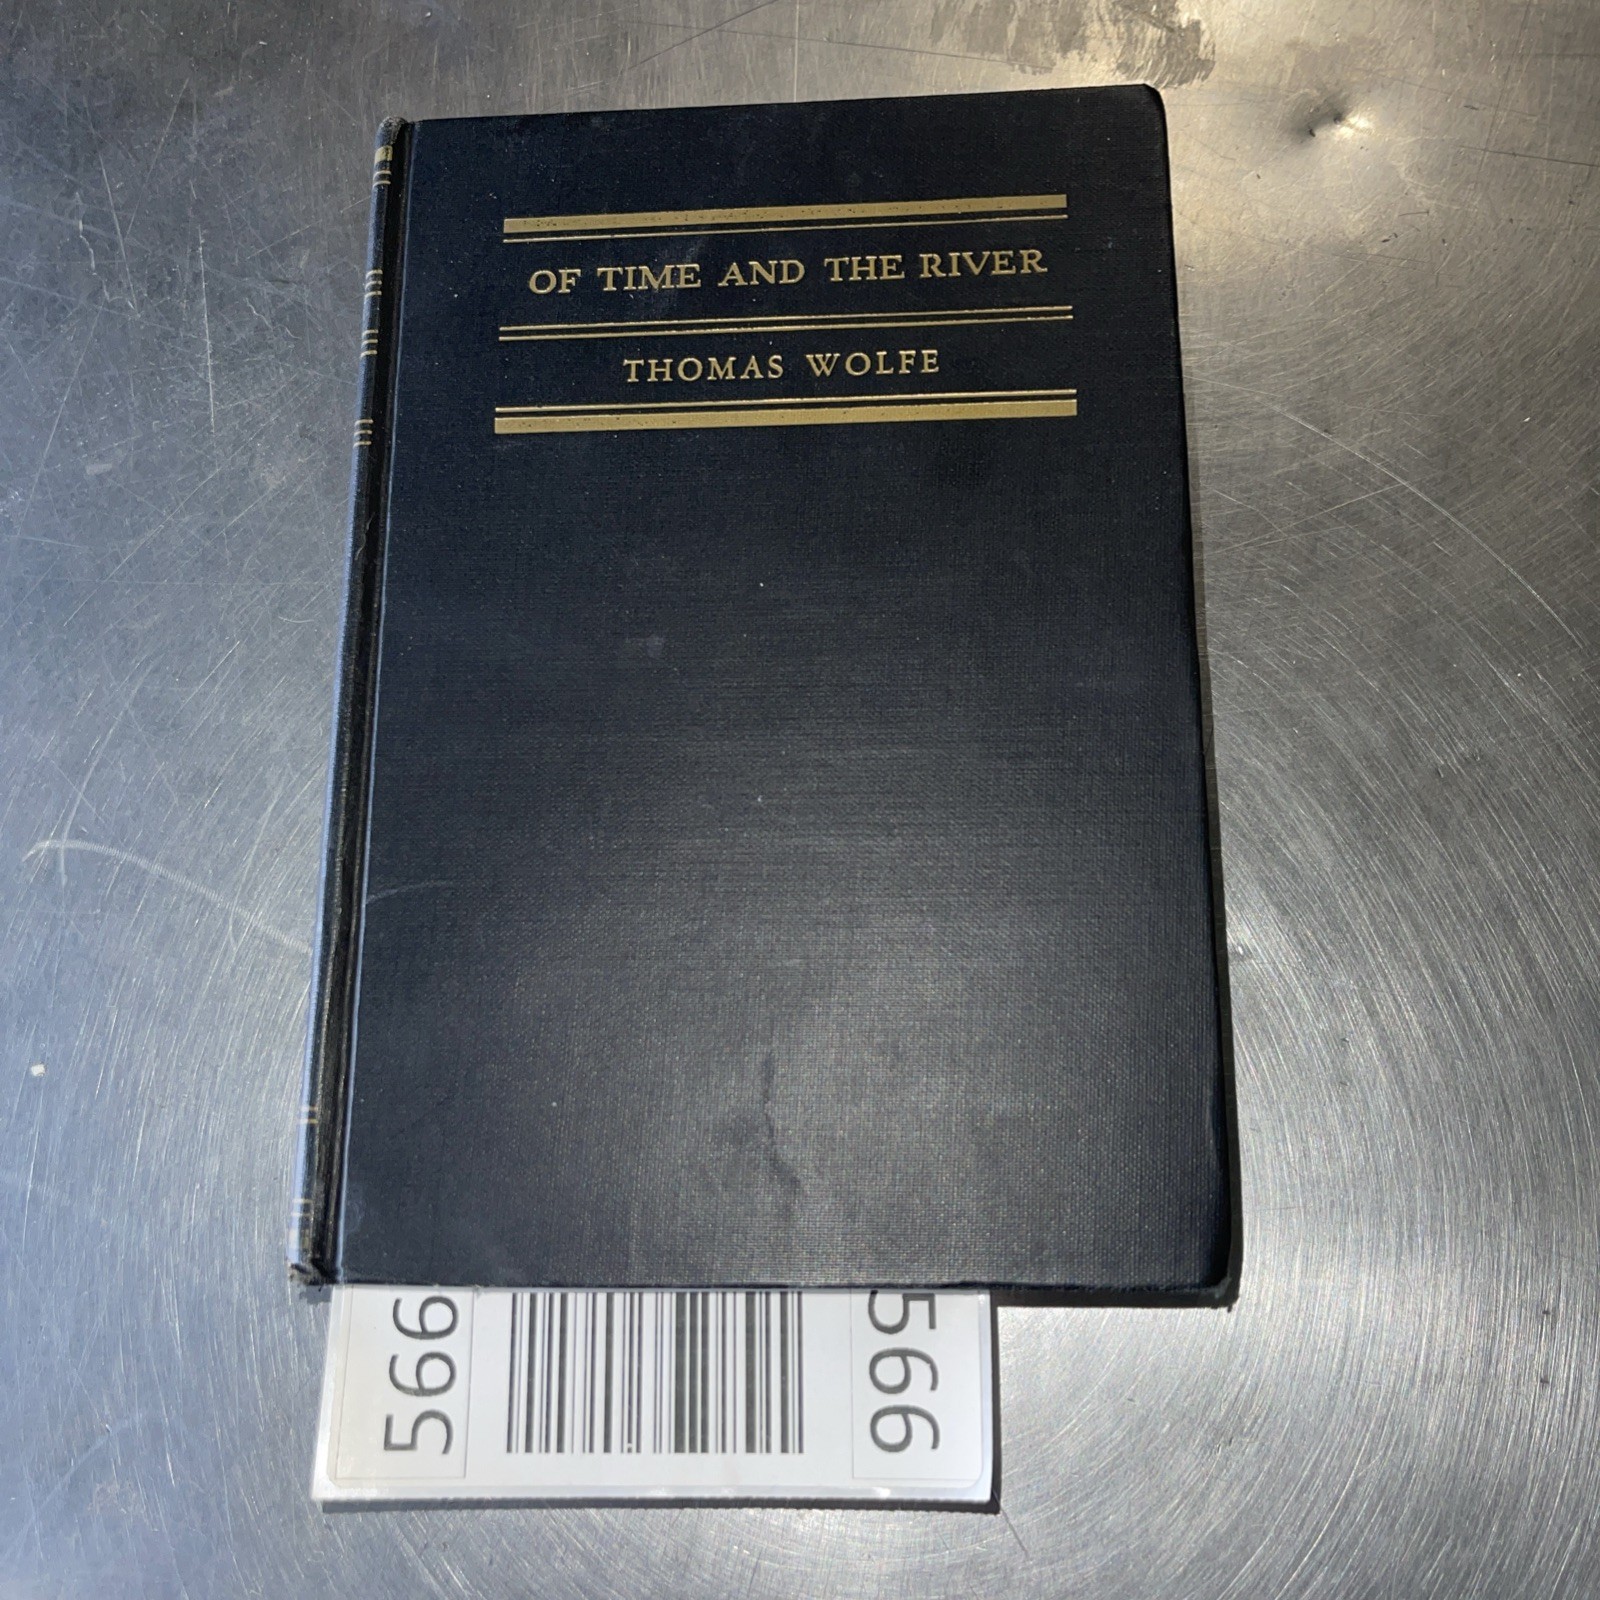 OF TIME AND THE RIVER
THOMAS WOLFE
566
566